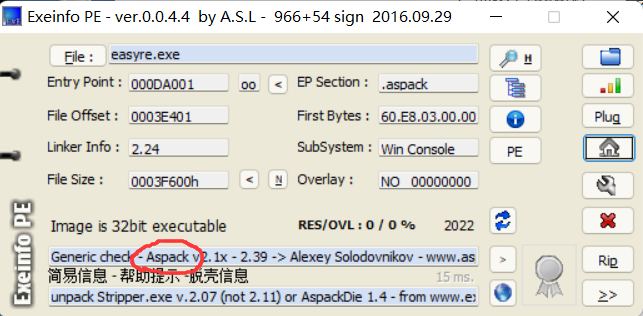 Exeinfo PE - ver.0.0.4.4 by A.S.L - 966+54 sign 2016.09.29
File : easyre.exe H
Entry Point : 000DA001 oo < EP Section : .aspack
File Offset : 0003E401 First Bytes : 60.E8.03.00.00 Plug
Linker Info : 2.24 SubSystem : Win Console PE
File Size : 0003F600h < N Overlay : NO 00000000
Image is 32bit executable RES/OVL : 0 / 0 % 2022
Exeinfo PE
Generic check - Aspack v2.1x - 2.39 -> Alexey Solodovnikov - www.as > Rip
简易信息 - 帮助提示 -脱壳信息 15 ms.
unpack Stripper.exe v.2.07 (not 2.11) or AspackDie 1.4 - from www.ex >>